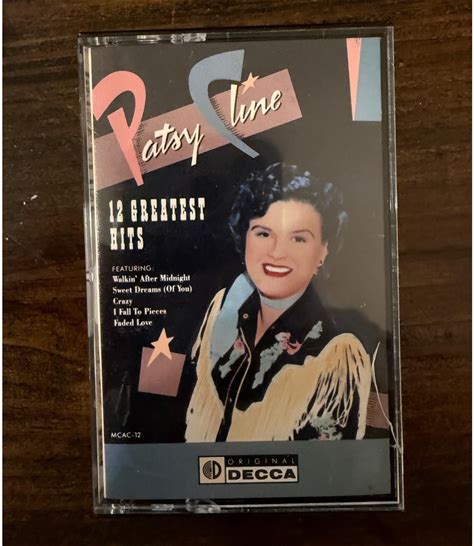 Patsy Cline
12 GREATEST
HITS
FEATURING:
Walkin' After Midnight
Sweet Dreams (Of You)
Crazy
I Fall To Pieces
Faded Love
MCAC-12
ORIGINAL
DECCA